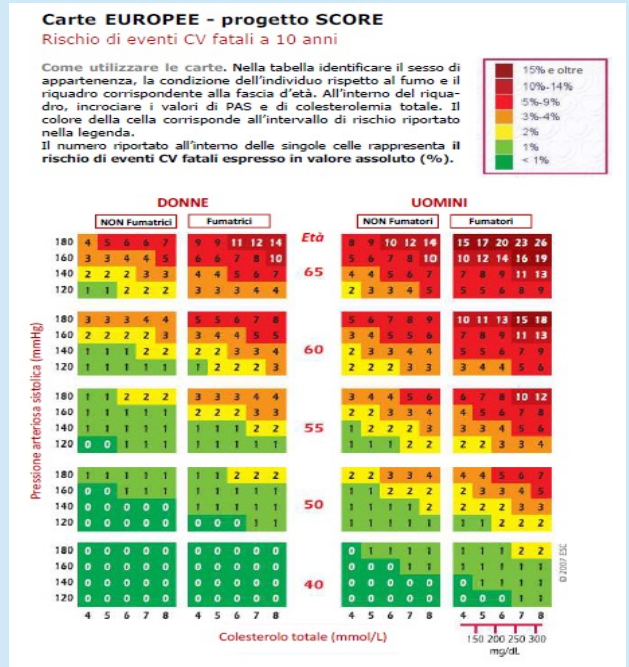 Carte EUROPEE - progetto SCORE
Rischio di eventi CV fatali a 10 anni
Come utilizzare le carte. Nella tabella identificare il sesso di
appartenenza, la condizione dell'individuo rispetto al fumo e il
riquadro corrispondente alla fascia d'età. All'interno del riqua-
dro, incrociare i valori di PAS e di colesterolemia totale. Il
colore della cella corrisponde all'intervallo di rischio riportato
nella legenda.
Il numero riportato all'interno delle singole celle rappresenta il
rischio di eventi CV fatali espresso in valore assoluto (%).
15% e oltre
10%-14%
5%-9%
3%-4%
2%
1%
< 1%
DONNE UOMINI
NON Fumatrici Fumatrici NON Fumatori Fumatori
Età
Pressione arteriosa sistolica (mmHg)
180 4 5 6 6 7 9 9 11 12 14 8 9 10 12 14 15 17 20 23 26
160 3 3 4 4 5 6 6 7 8 10 5 6 7 8 10 10 12 14 16 19
65
140 2 2 2 3 3 4 4 5 6 7 4 4 5 6 7 7 8 9 11 13
120 1 1 2 2 2 3 3 3 4 4 2 3 3 4 5 5 5 6 8 9
180 3 3 3 4 4 5 5 6 7 8 5 6 7 8 9 10 11 13 15 18
160 2 2 2 2 3 3 4 4 5 5 3 4 5 5 6 7 8 9 11 13
60
140 1 1 1 2 2 2 2 3 3 4 2 3 3 4 4 5 5 6 7 9
120 1 1 1 1 1 1 2 2 2 3 2 2 2 3 3 3 4 4 5 6
180 1 1 2 2 2 3 3 3 4 4 3 4 4 5 6 6 7 8 10 12
160 1 1 1 1 1 2 2 2 3 3 2 2 3 3 4 4 5 6 7 8
55
140 1 1 1 1 1 1 1 1 2 2 1 2 2 2 3 3 3 4 5 6
120 0 0 1 1 1 1 1 1 1 1 1 1 1 2 2 2 2 3 3 4
180 1 1 1 1 1 1 1 2 2 2 2 2 3 3 4 4 4 5 6 7
160 0 0 1 1 1 1 1 1 1 1 1 1 2 2 2 2 3 3 4 5
50
140 0 0 0 0 0 1 1 1 1 1 1 1 1 1 2 2 2 2 3 3
120 0 0 0 0 0 0 0 0 1 1 1 1 1 1 1 1 1 2 2 2
180 0 0 0 0 0 0 0 0 0 0 0 1 1 1 1 1 1 1 2 2
160 0 0 0 0 0 0 0 0 0 0 0 0 0 1 1 1 1 1 1 1
40
140 0 0 0 0 0 0 0 0 0 0 0 0 0 0 0 0 1 1 1 1
120 0 0 0 0 0 0 0 0 0 0 0 0 0 0 0 0 0 0 1 1
© 2007 ESC
4 5 6 7 8 4 5 6 7 8 4 5 6 7 8 4 5 6 7 8
Colesterolo totale (mmol/L)
150 200 250 300
mg/dL